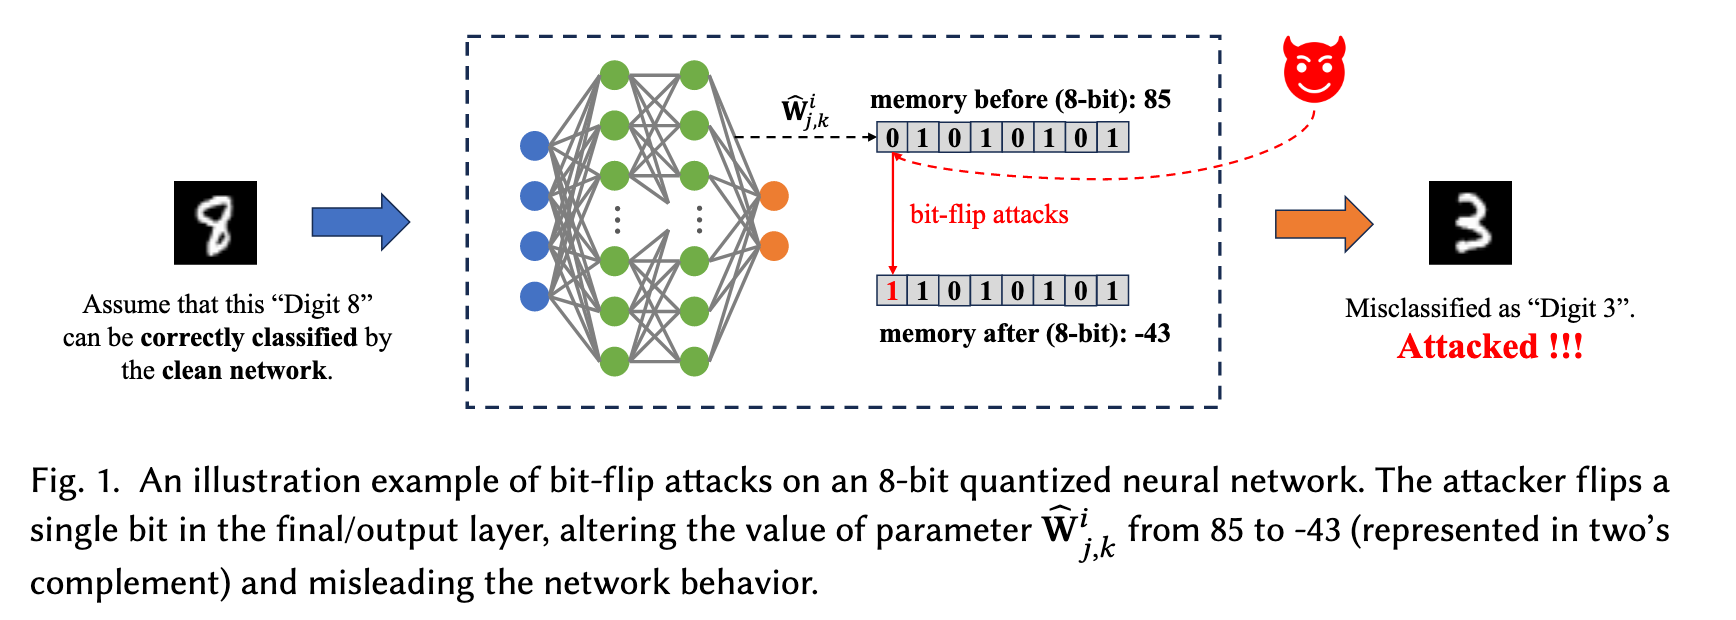 Assume that this “Digit 8”
can be correctly classified by
the clean network.
Ŵ^i_{j,k}
memory before (8-bit): 85
0 1 0 1 0 1 0 1
bit-flip attacks
1 1 0 1 0 1 0 1
memory after (8-bit): -43
Misclassified as “Digit 3”.
Attacked !!!
Fig. 1. An illustration example of bit-flip attacks on an 8-bit quantized neural network. The attacker flips a
single bit in the final/output layer, altering the value of parameter Ŵ^i_{j,k} from 85 to -43 (represented in two’s
complement) and misleading the network behavior.